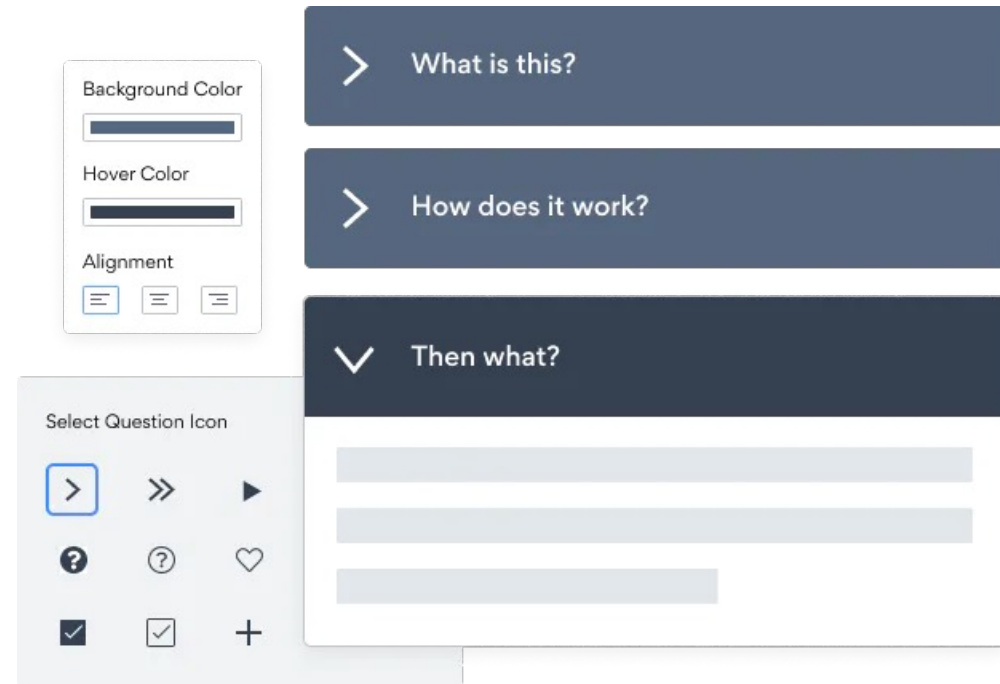 Background Color
Hover Color
Alignment
Select Question Icon
What is this?
How does it work?
Then what?